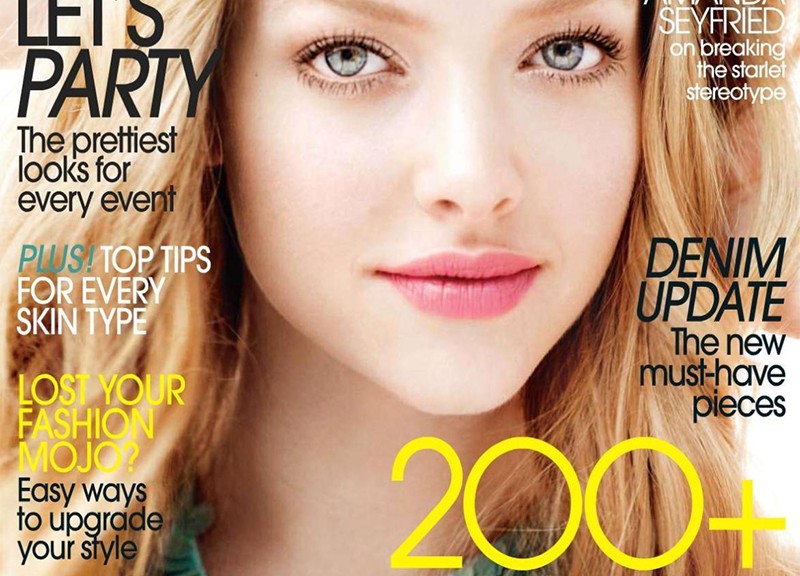 LET'S
PARTY
The prettiest
looks for
every event
PLUS! TOP TIPS
FOR EVERY
SKIN TYPE
LOST YOUR
FASHION
MOJO?
Easy ways
to upgrade
your style
AMANDA
SEYFRIED
on breaking
the starlet
stereotype
DENIM
UPDATE
The new
must-have
pieces
200+